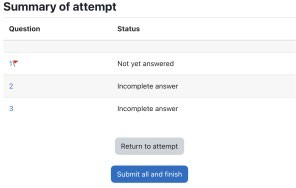 Summary of attempt
Question Status
1 Not yet answered
2 Incomplete answer
3 Incomplete answer
Return to attempt
Submit all and finish